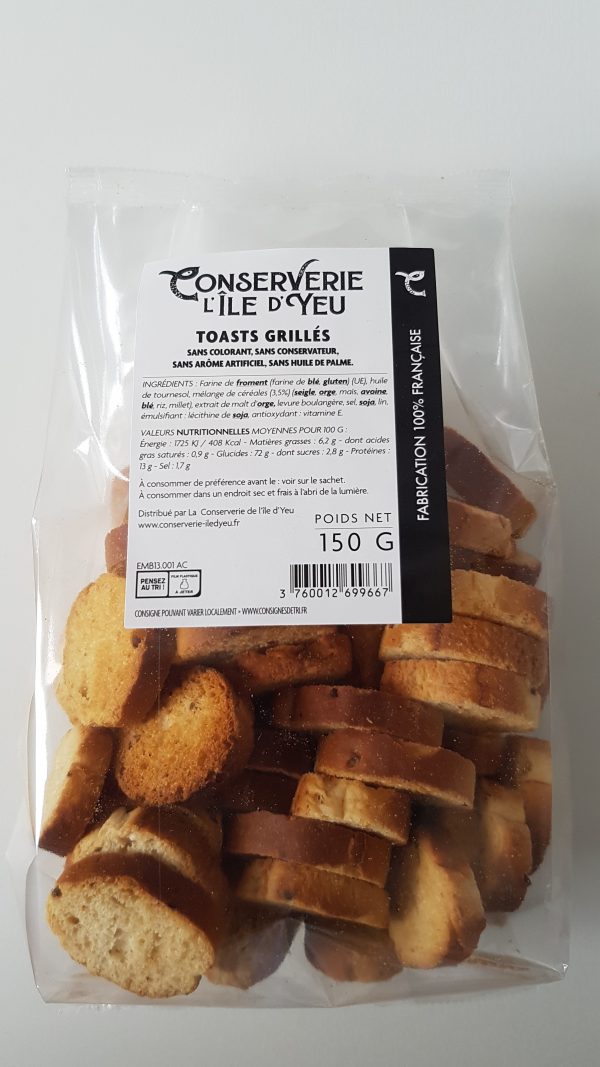 CONSERVERIE
L'ÎLE D'YEU
TOASTS GRILLÉS
SANS COLORANT, SANS CONSERVATEUR,
SANS ARÔME ARTIFICIEL, SANS HUILE DE PALME.
INGRÉDIENTS : Farine de froment (farine de blé, gluten) (UE), huile
de tournesol, mélange de céréales (3,5%) (seigle, orge, maïs, avoine,
blé, riz, millet), extrait de malt d'orge, levure boulangère, sel, soja, lin,
émulsifiant : lécithine de soja, antioxydant : vitamine E.
VALEURS NUTRITIONNELLES MOYENNES POUR 100 G :
Énergie : 1725 KJ / 408 Kcal - Matières grasses : 6,2 g - dont acides
gras saturés : 0,9 g - Glucides : 72 g - dont sucres : 2,8 g - Protéines :
13 g - Sel : 1,7 g
À consommer de préférence avant le : voir sur le sachet.
À consommer dans un endroit sec et frais à l'abri de la lumière.
Distribué par La Conserverie de l'île d'Yeu
www.conserverie-iledyeu.fr
POIDS NET
150 G
EMB13.001 AC
PENSEZ
AU TRI !
FILM PLASTIQUE
À JETER
3 760012 699667
CONSIGNE POUVANT VARIER LOCALEMENT > WWW.CONSIGNESDETRI.FR
FABRICATION 100% FRANÇAISE